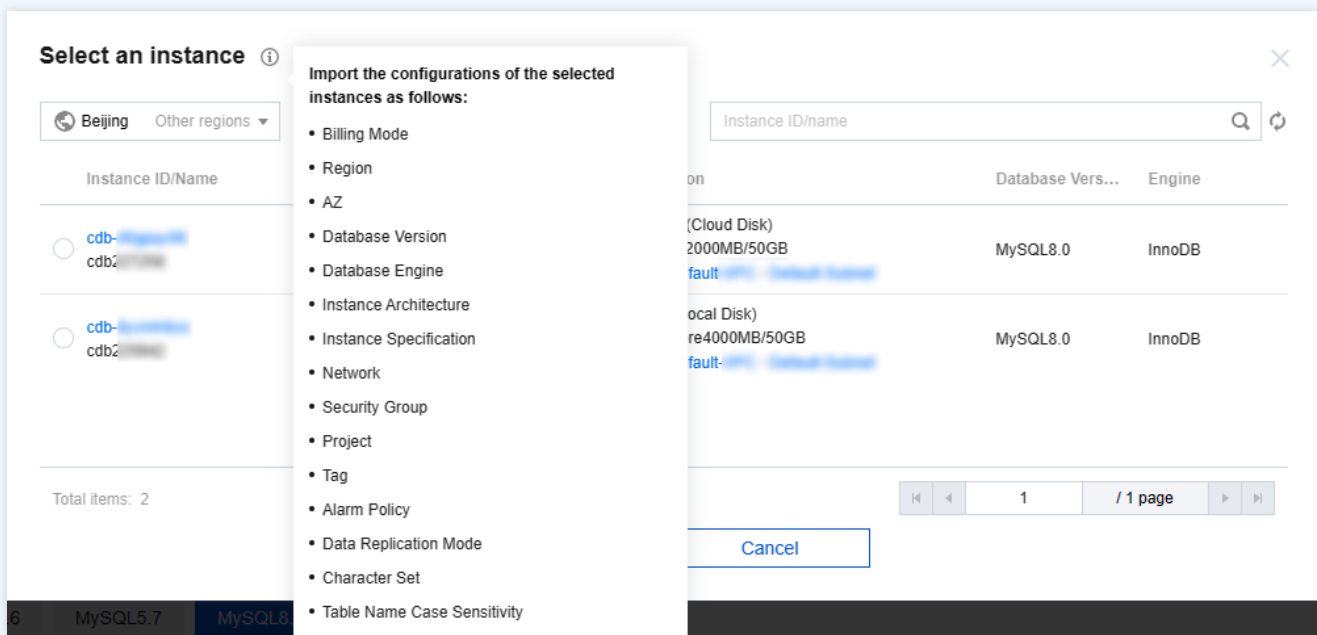 Select an instance
Import the configurations of the selected
instances as follows:
• Billing Mode
• Region
• AZ
• Database Version
• Database Engine
• Instance Architecture
• Instance Specification
• Network
• Security Group
• Project
• Tag
• Alarm Policy
• Data Replication Mode
• Character Set
• Table Name Case Sensitivity
Beijing Other regions
Instance ID/name
Instance ID/Name
on
Database Vers...
Engine
cdb-
cdb2
(Cloud Disk)
2000MB/50GB
fault
MySQL8.0
InnoDB
cdb-
cdb2
ocal Disk)
re4000MB/50GB
fault-
MySQL8.0
InnoDB
Total items: 2
1 / 1 page
Cancel
.6
MySQL5.7
MySQL8.